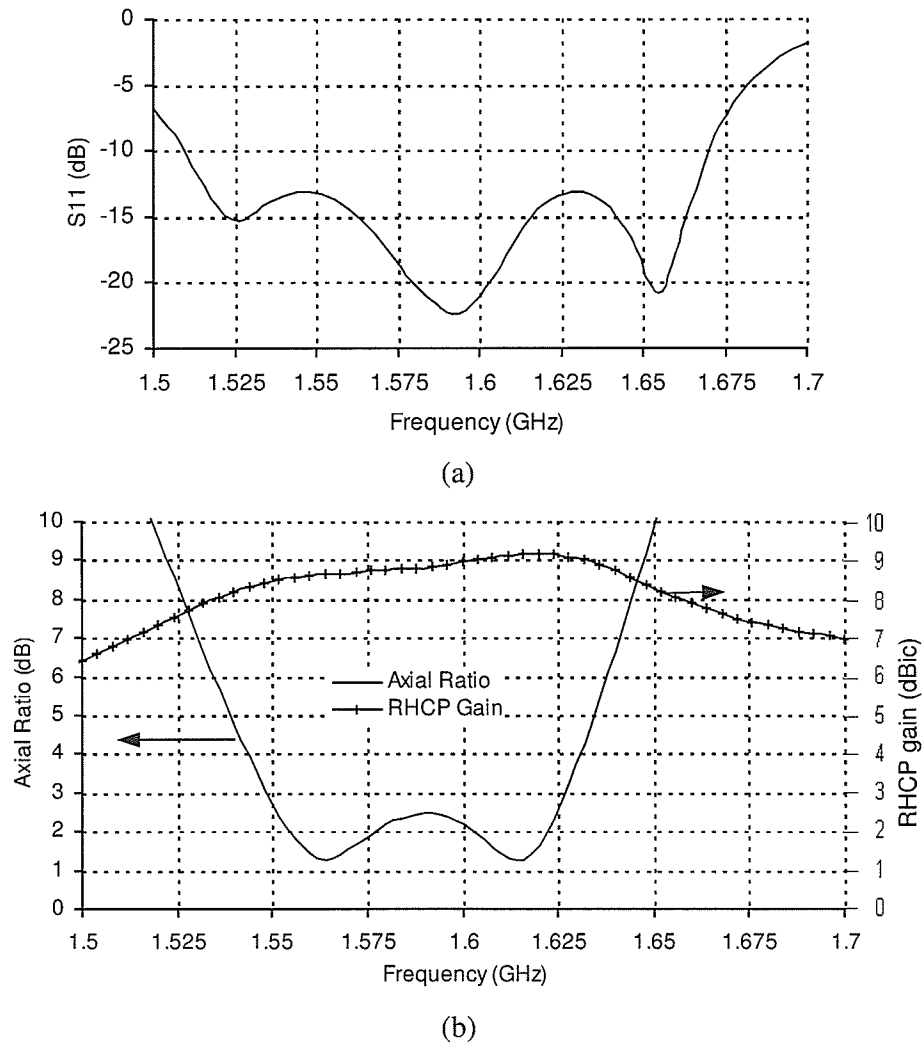 0
-5
-10
-15
-20
-25
S11 (dB)
1.5 1.525 1.55 1.575 1.6 1.625 1.65 1.675 1.7
Frequency (GHz)
(a)
10
9
8
7
6
5
4
3
2
1
0
Axial Ratio (dB)
Axial Ratio
RHCP Gain
10
9
8
7
6
5
4
3
2
1
0
RHCP gain (dBic)
1.5 1.525 1.55 1.575 1.6 1.625 1.65 1.675 1.7
Frequency (GHz)
(b)